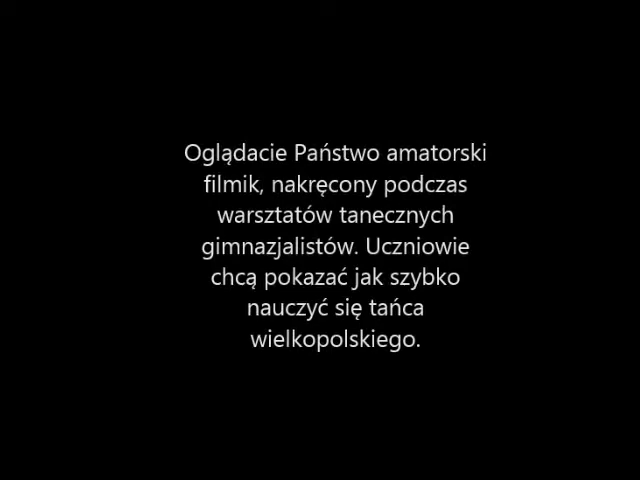 Oglądacie Państwo amatorski
filmik, nakręcony podczas
warsztatów tanecznych
gimnazjalistów. Uczniowie
chcą pokazać jak szybko
nauczyć się tańca
wielkopolskiego.